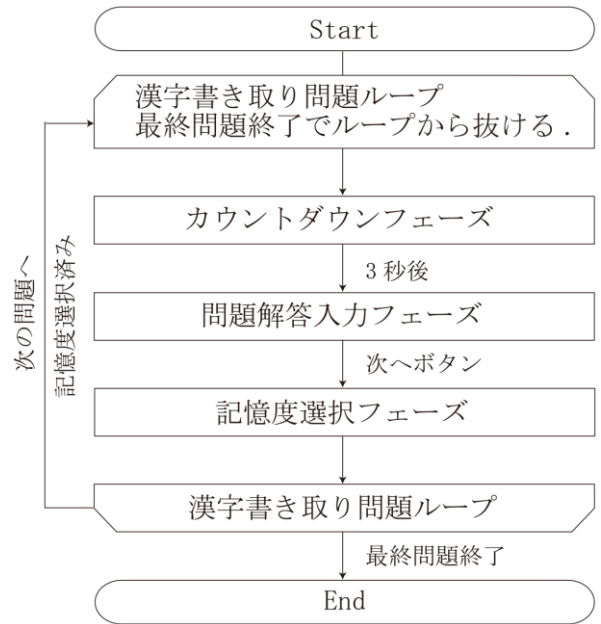 Start
漢字書き取り問題ループ
最終問題終了でループから抜ける.
カウントダウンフェーズ
3秒後
問題解答入力フェーズ
次へボタン
記憶度選択フェーズ
漢字書き取り問題ループ
最終問題終了
End
次の問題へ
記憶度選択済み